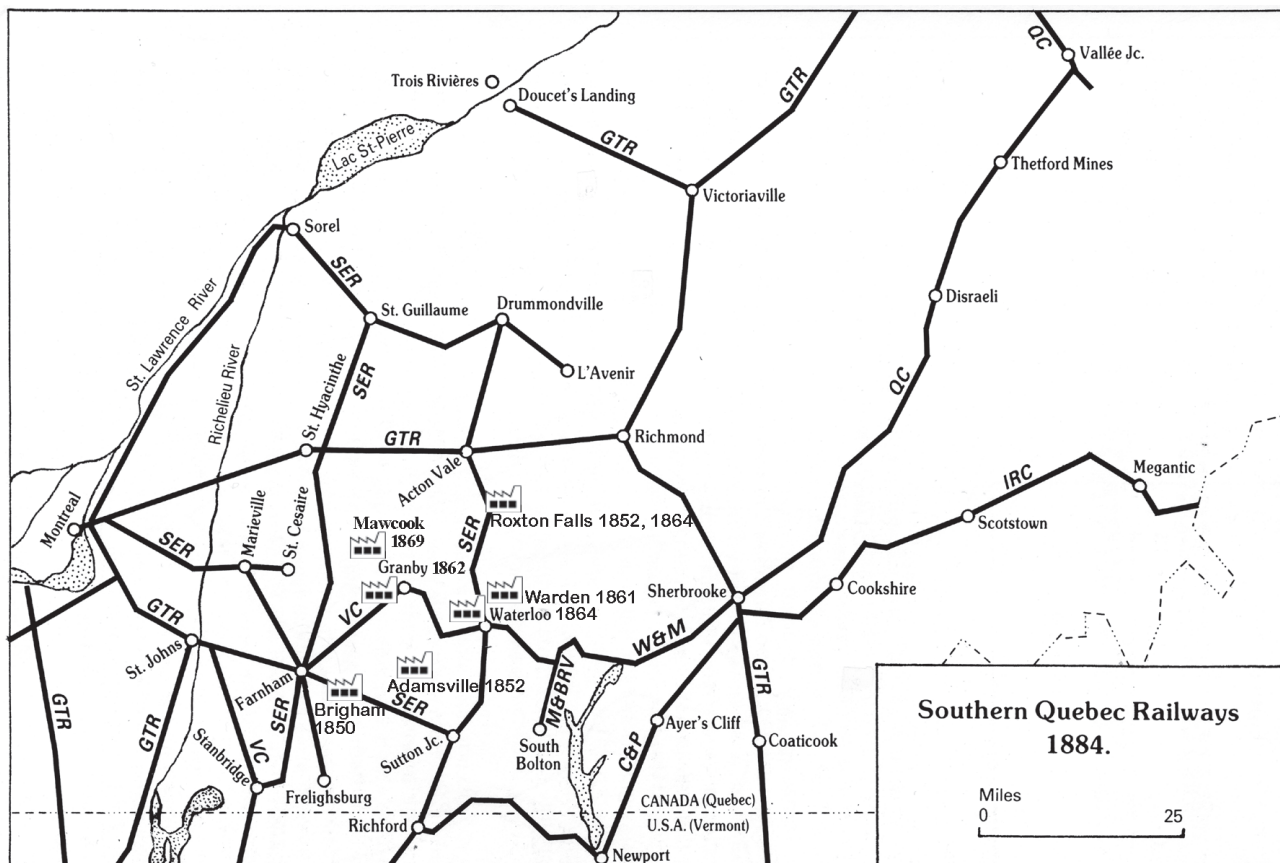 QC
Vallée Jc.
Trois Rivières
Doucet's Landing
GTR
GTR
Lac St-Pierre
Thetford Mines
Victoriaville
Sorel
SER
St. Lawrence River
Richelieu River
St. Guillaume
Drummondville
Disraeli
L'Avenir
St. Hyacinthe
SER
QC
GTR
Richmond
Acton Vale
Megantic
IRC
Montreal
Marieville
St. Cesaire
Mawcook
1869
SER
Roxton Falls 1852, 1864
Scotstown
SER
Granby 1862
Cookshire
Sherbrooke
Warden 1861
Waterloo 1864
VC
GTR
W&M
St. Johns
Farnham
Adamsville 1852
M&BRV
GTR
Brigham
1850
SER
SER
GTR
GTR
VC
Stanbridge
Sutton Jc.
South
Bolton
C&P
Ayer's Cliff
Coaticook
Frelighsburg
Richford
CANADA (Quebec)
U.S.A. (Vermont)
Newport
Southern Quebec Railways
1884.
Miles
0 25